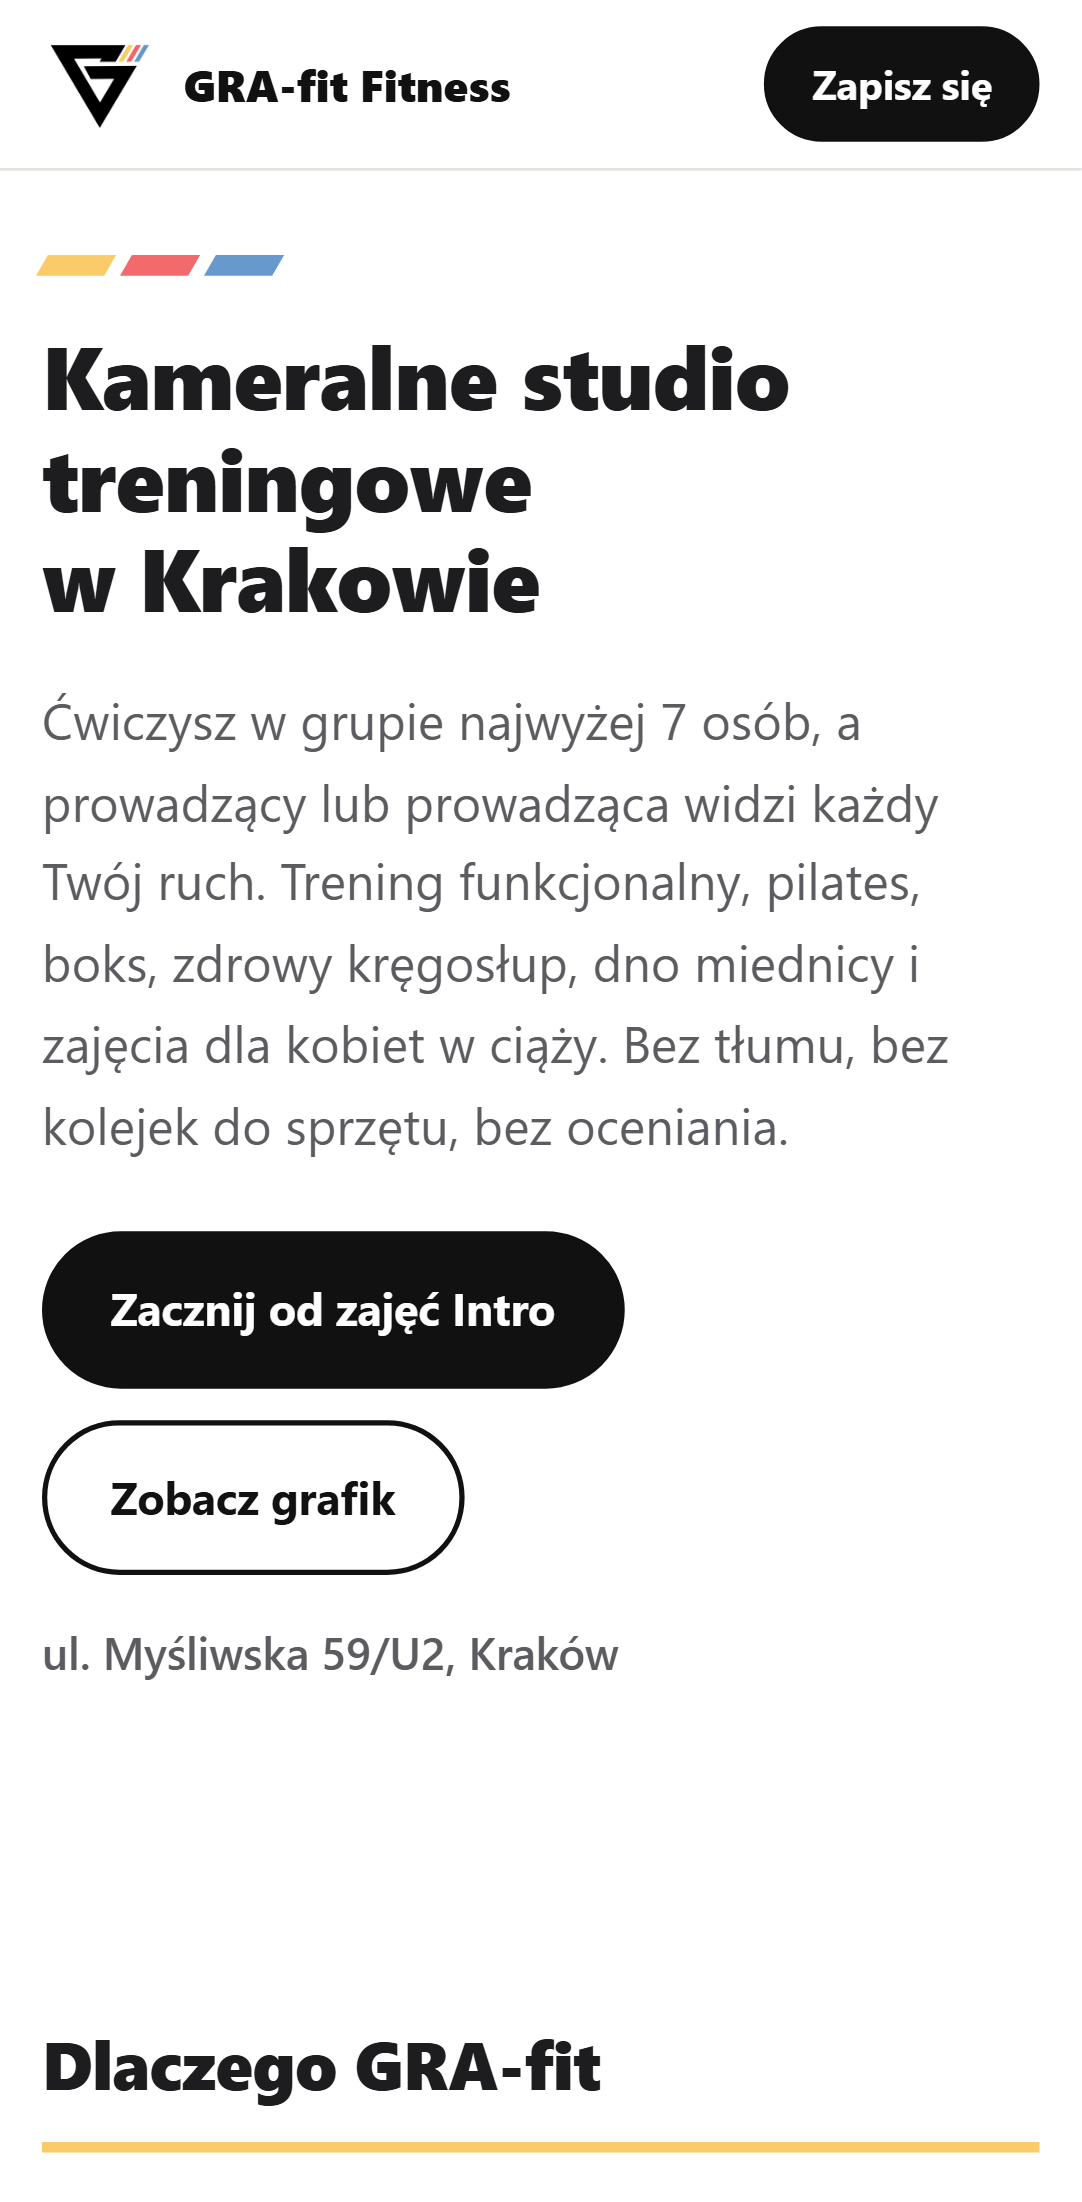 GRA-fit Fitness
Zapisz się
Kameralne studio
treningowe
w Krakowie
Ćwiczysz w grupie najwyżej 7 osób, a
prowadzący lub prowadząca widzi każdy
Twój ruch. Trening funkcjonalny, pilates,
boks, zdrowy kręgosłup, dno miednicy i
zajęcia dla kobiet w ciąży. Bez tłumu, bez
kolejek do sprzętu, bez oceniania.
Zacznij od zajęć Intro
Zobacz grafik
ul. Myśliwska 59/U2, Kraków
Dlaczego GRA-fit